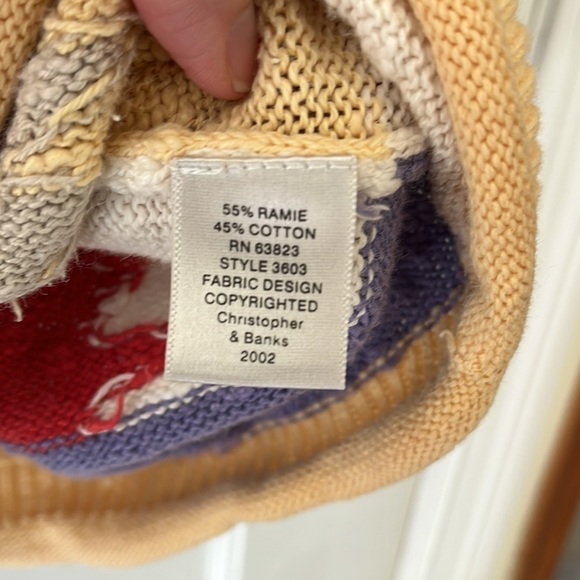 55% RAMIE
45% COTTON
RN 63823
STYLE 3603
FABRIC DESIGN
COPYRIGHTED
Christopher
& Banks
2002